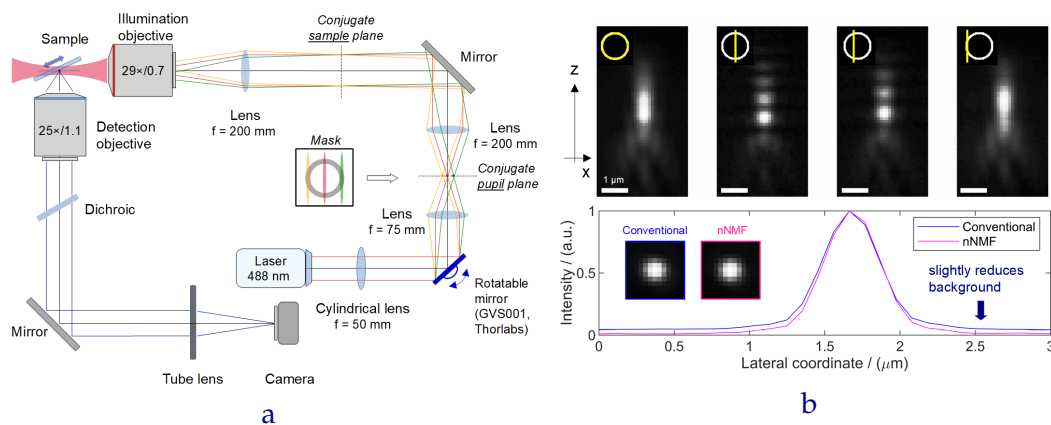 Sample
Illumination
objective
29×/0.7
Conjugate
sample plane
Mirror
25×/1.1
Detection
objective
Lens
f = 200 mm
Lens
f = 200 mm
Mask
Conjugate
pupil plane
Dichroic
Lens
f = 75 mm
Laser
488 nm
Cylindrical lens
f = 50 mm
Rotatable
mirror
(GVS001,
Thorlabs)
Mirror
Tube lens
Camera
a
z
x
1 µm
Intensity / (a.u.)
1
0.5
0
Conventional
nNMF
Conventional
nNMF
slightly reduces
background
0
0.5
1
1.5
2
2.5
3
Lateral coordinate / (µm)
b